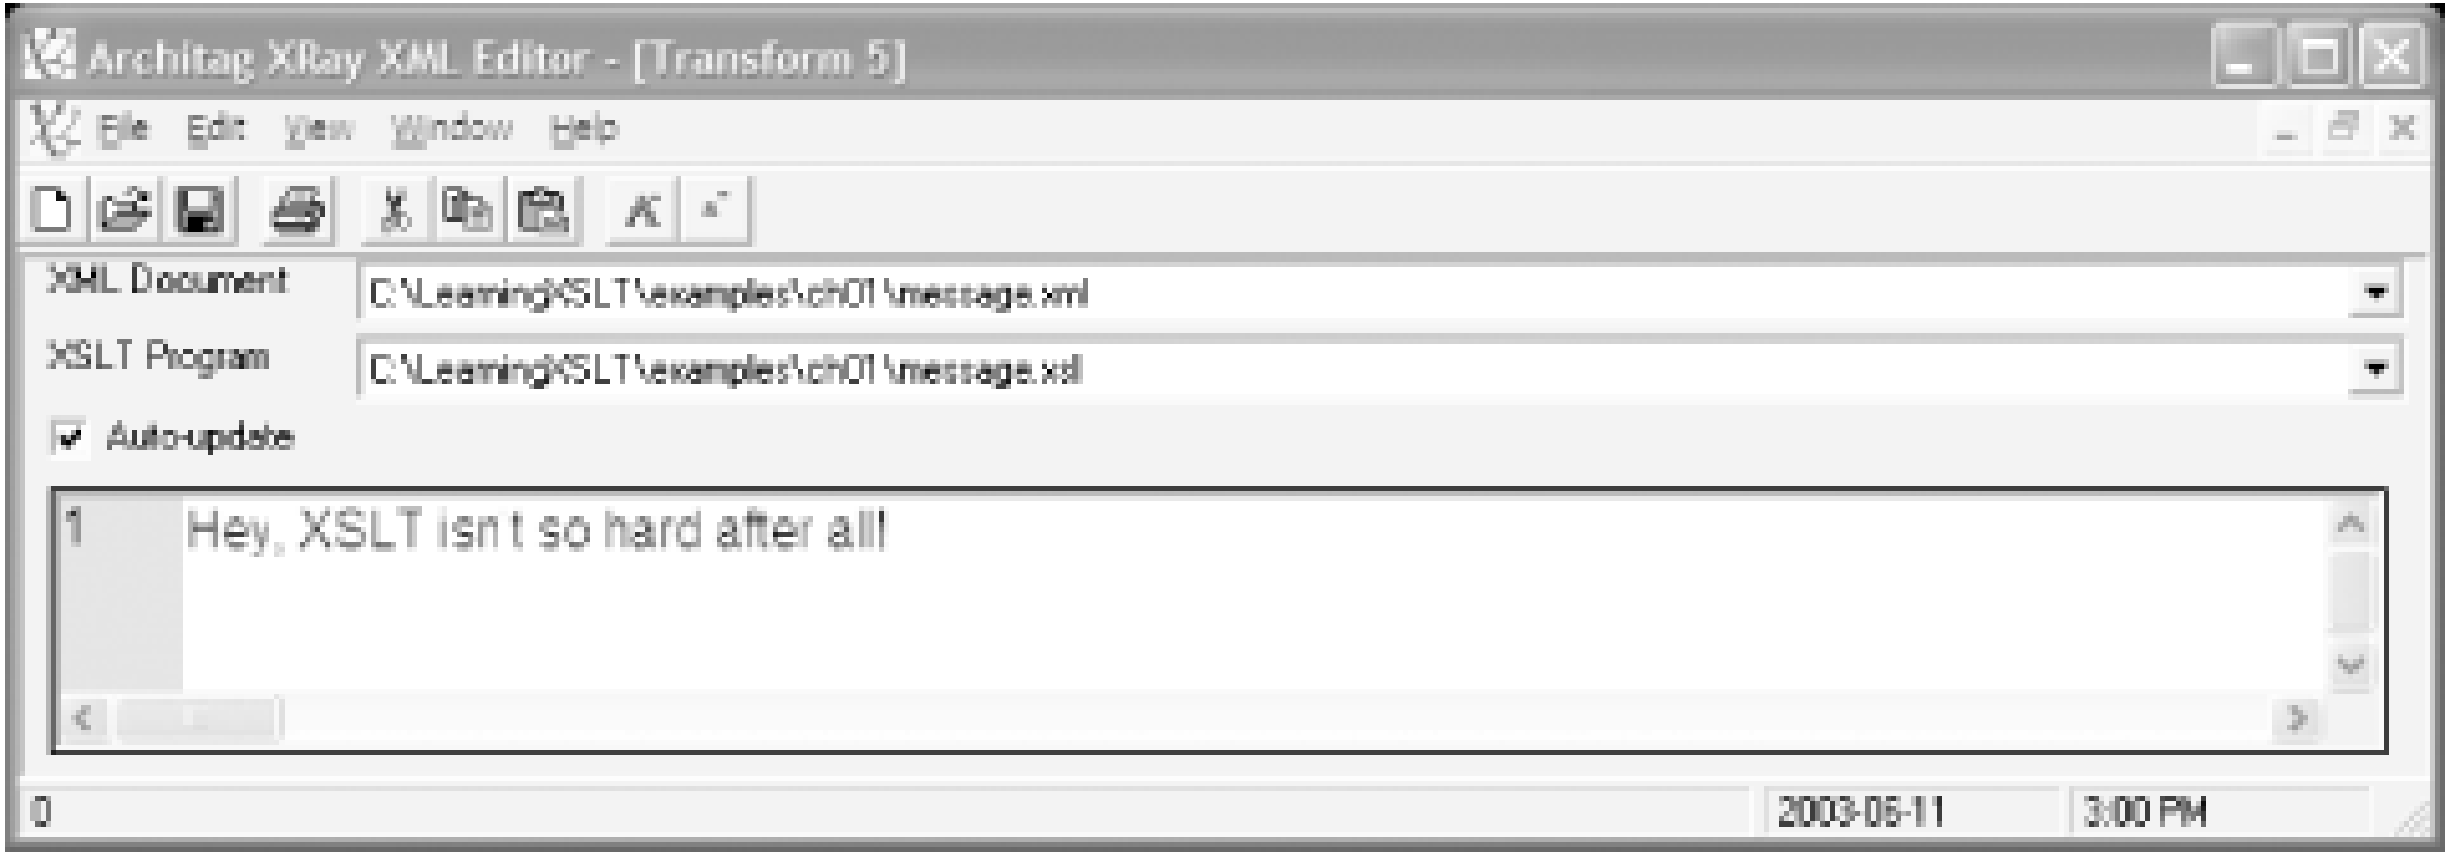 Architag XRay XML Editor - [Transform 5]
File Edit View Window Help
XML Document C:\LearningXSLT\examples\ch01\message.xml
XSLT Program C:\LearningXSLT\examples\ch01\message.xsl
Auto-update
1 Hey, XSLT isn't so hard after all!
0 2003-06-11 3:00 PM